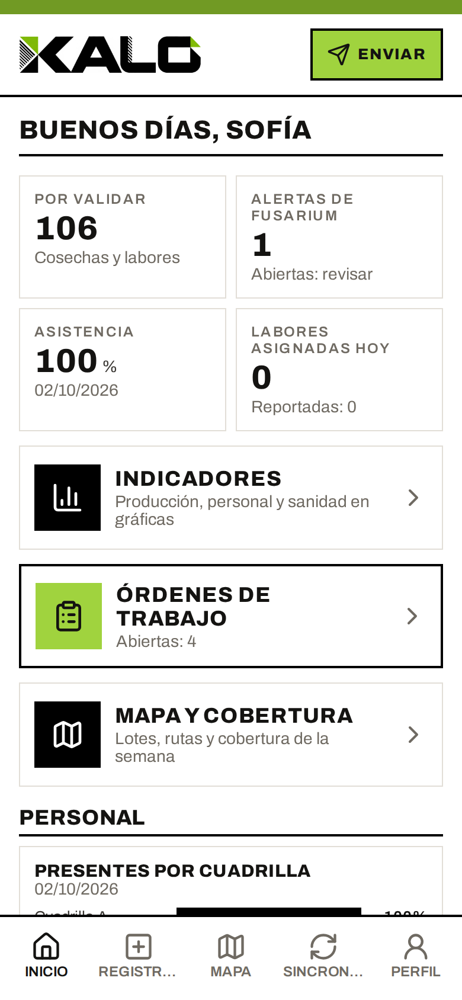 KALO
ENVIAR
BUENOS DÍAS, SOFÍA
POR VALIDAR
106
Cosechas y labores
ALERTAS DE
FUSARIUM
1
Abiertas: revisar
ASISTENCIA
100 %
02/10/2026
LABORES
ASIGNADAS HOY
0
Reportadas: 0
INDICADORES
Producción, personal y sanidad en
gráficas
ÓRDENES DE
TRABAJO
Abiertas: 4
MAPA Y COBERTURA
Lotes, rutas y cobertura de la
semana
PERSONAL
PRESENTES POR CUADRILLA
02/10/2026
Cuadrilla A 100%
INICIO
REGISTR...
MAPA
SINCRON...
PERFIL